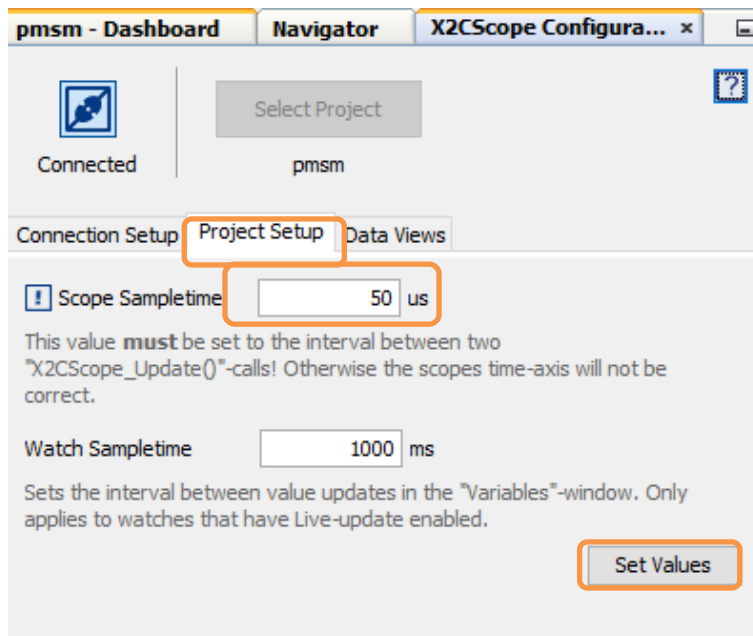 pmsm - Dashboard Navigator X2CScope Configura... ×
Select Project ?
Connected pmsm
Connection Setup Project Setup Data Views
! Scope Sampletime 50 us
This value must be set to the interval between two
"X2CScope_Update()"-calls! Otherwise the scopes time-axis will not be
correct.
Watch Sampletime 1000 ms
Sets the interval between value updates in the "Variables"-window. Only
applies to watches that have Live-update enabled.
Set Values